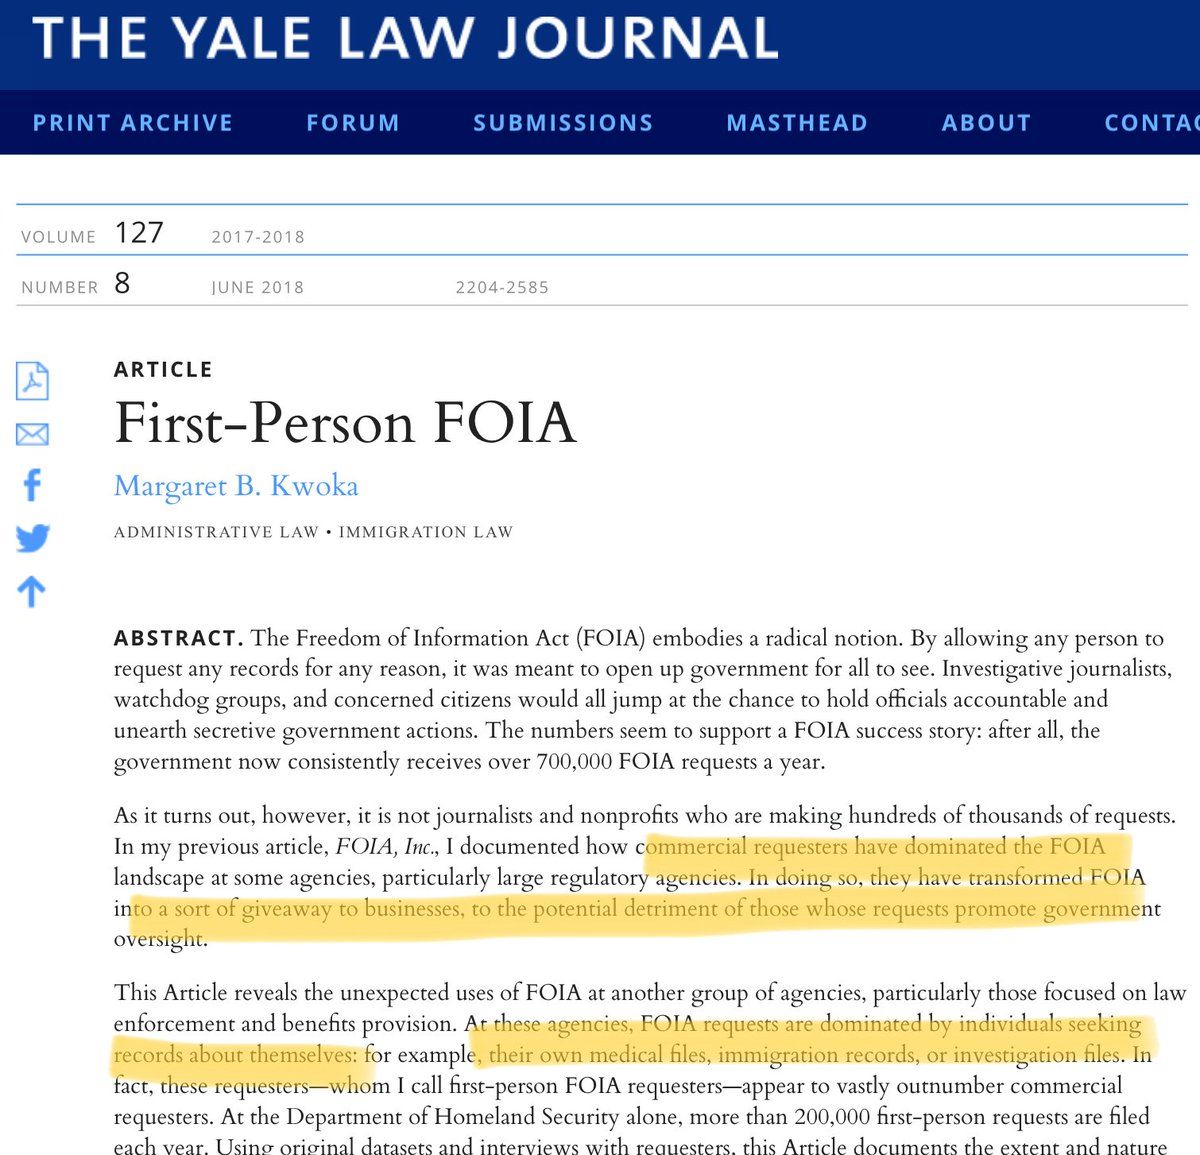 THE YALE LAW JOURNAL
PRINT ARCHIVE FORUM SUBMISSIONS MASTHEAD ABOUT CONTAC
VOLUME 127 2017-2018
NUMBER 8 JUNE 2018 2204-2585
ARTICLE
First-Person FOIA
Margaret B. Kwoka
ADMINISTRATIVE LAW • IMMIGRATION LAW
ABSTRACT. The Freedom of Information Act (FOIA) embodies a radical notion. By allowing any person to
request any records for any reason, it was meant to open up government for all to see. Investigative journalists,
watchdog groups, and concerned citizens would all jump at the chance to hold officials accountable and
unearth secretive government actions. The numbers seem to support a FOIA success story: after all, the
government now consistently receives over 700,000 FOIA requests a year.
As it turns out, however, it is not journalists and nonprofits who are making hundreds of thousands of requests.
In my previous article, FOIA, Inc., I documented how commercial requesters have dominated the FOIA
landscape at some agencies, particularly large regulatory agencies. In doing so, they have transformed FOIA
into a sort of giveaway to businesses, to the potential detriment of those whose requests promote government
oversight.
This Article reveals the unexpected uses of FOIA at another group of agencies, particularly those focused on law
enforcement and benefits provision. At these agencies, FOIA requests are dominated by individuals seeking
records about themselves: for example, their own medical files, immigration records, or investigation files. In
fact, these requesters—whom I call first-person FOIA requesters—appear to vastly outnumber commercial
requesters. At the Department of Homeland Security alone, more than 200,000 first-person requests are filed
each year. Using original datasets and interviews with requesters, this Article documents the extent and nature